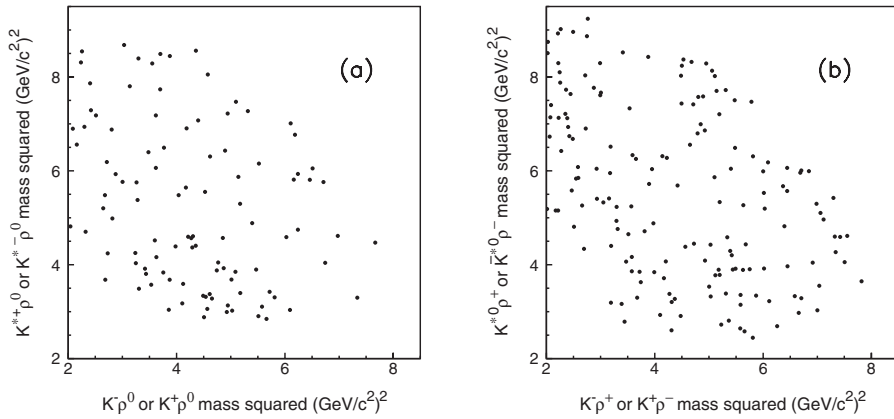 K*+ρ0 or K*−ρ0 mass squared (GeV/c2)2
8
6
4
2
(a)
2 4 6 8
K-ρ0 or K+ρ0 mass squared (GeV/c2)2
K*0ρ+ or K̄*0ρ− mass squared (GeV/c2)2
8
6
4
2
(b)
2 4 6 8
K-ρ+ or K+ρ− mass squared (GeV/c2)2